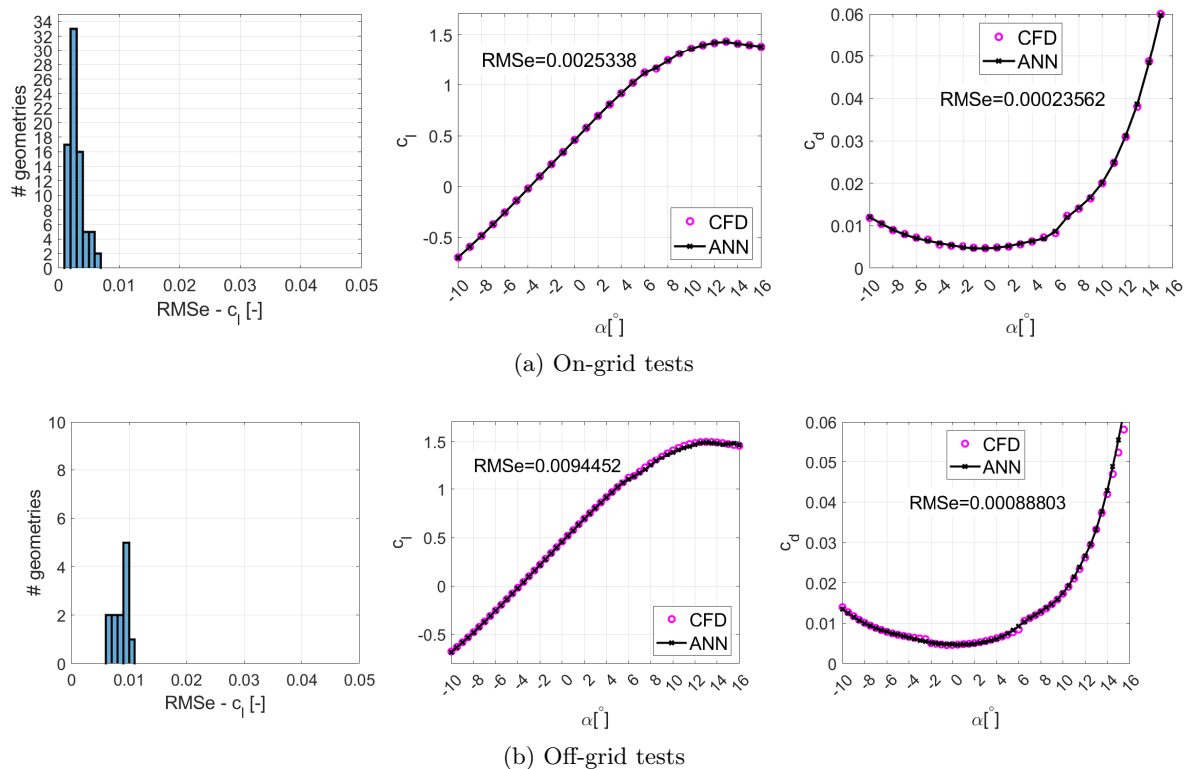 34
32
30
28
26
24
22
20
18
16
14
12
10
8
6
4
2
0
# geometries
0 0.01 0.02 0.03 0.04 0.05
RMSe - c_l [-]
1.5
1
0.5
0
-0.5
c_l
RMSe=0.0025338
CFD
ANN
-10 -8 -6 -4 -2 0 2 4 6 8 10 12 14 16
α[°]
0.06
0.05
0.04
0.03
0.02
0.01
0
c_d
CFD
ANN
RMSe=0.00023562
-10 -8 -6 -4 -2 0 2 4 6 8 10 12 14 16
α[°]
(a) On-grid tests
10
8
6
4
2
0
# geometries
0 0.01 0.02 0.03 0.04 0.05
RMSe - c_l [-]
1.5
1
0.5
0
-0.5
c_l
RMSe=0.0094452
CFD
ANN
-10 -8 -6 -4 -2 0 2 4 6 8 10 12 14 16
α[°]
0.06
0.05
0.04
0.03
0.02
0.01
0
c_d
CFD
ANN
RMSe=0.00088803
-10 -8 -6 -4 -2 0 2 4 6 8 10 12 14 16
α[°]
(b) Off-grid tests